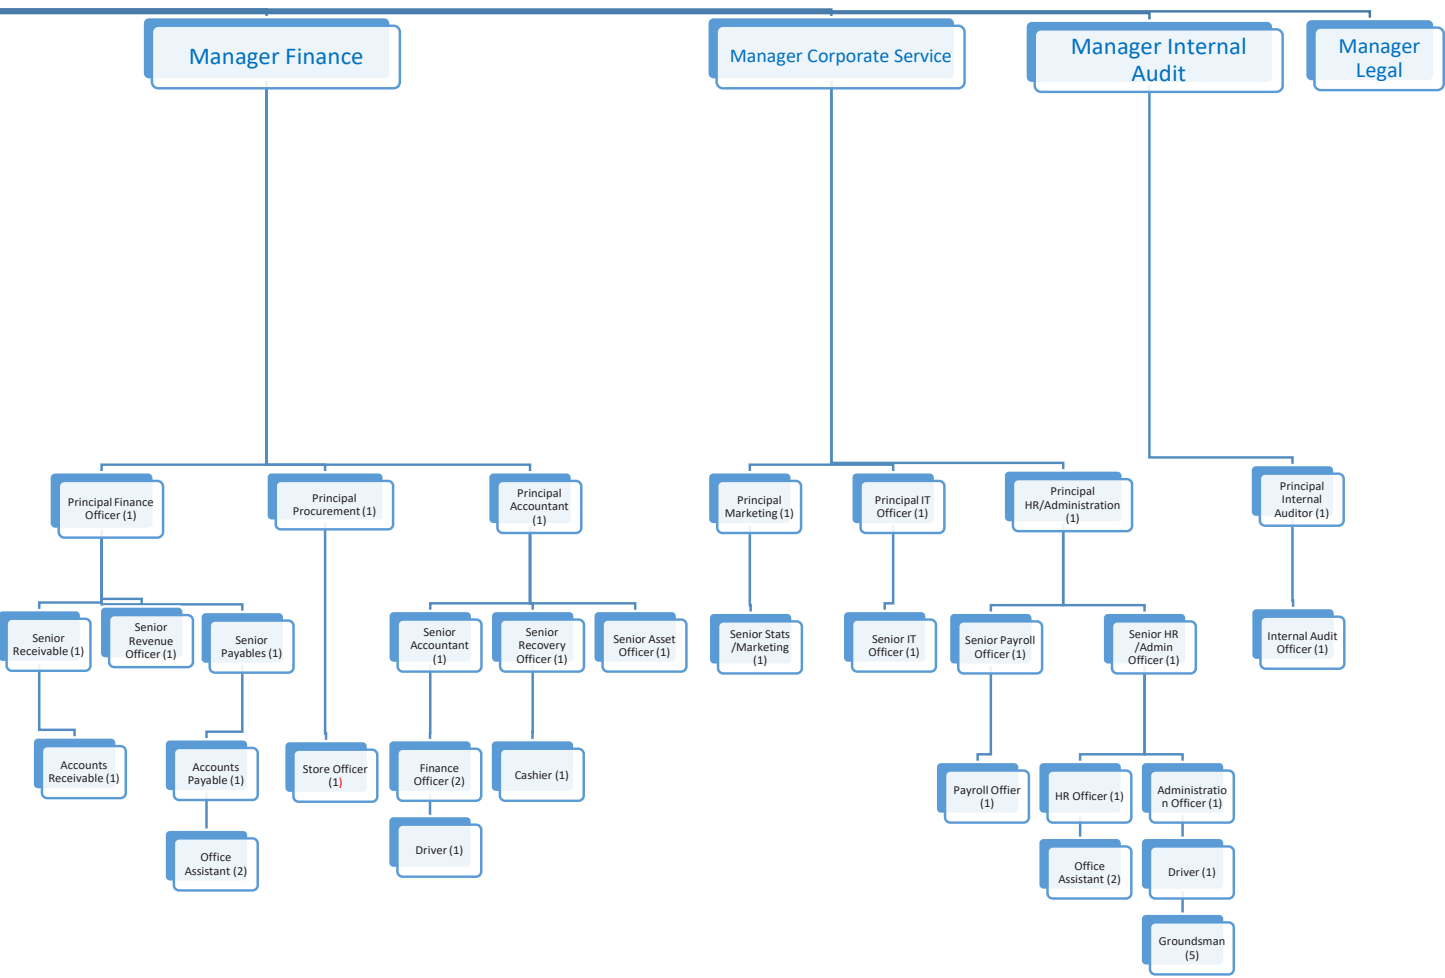 Manager Finance
Manager Corporate Service
Manager Internal
Audit
Manager
Legal
Principal Finance
Officer (1)
Principal
Procurement (1)
Principal
Accountant
(1)
Principal
Marketing (1)
Principal IT
Officer (1)
Principal
HR/Administration
(1)
Principal
Internal
Auditor (1)
Senior
Receivable (1)
Senior
Revenue
Officer (1)
Senior
Payables (1)
Senior
Accountant
(1)
Senior
Recovery
Officer (1)
Senior Asset
Officer (1)
Senior Stats
/Marketing
(1)
Senior IT
Officer (1)
Senior Payroll
Officer (1)
Senior HR
/Admin
Officer (1)
Internal Audit
Officer (1)
Accounts
Receivable (1)
Accounts
Payable (1)
Store Officer
(1)
Finance
Officer (2)
Cashier (1)
Payroll Offier
(1)
HR Officer (1)
Administratio
n Officer (1)
Office
Assistant (2)
Driver (1)
Office
Assistant (2)
Driver (1)
Groundsman
(5)